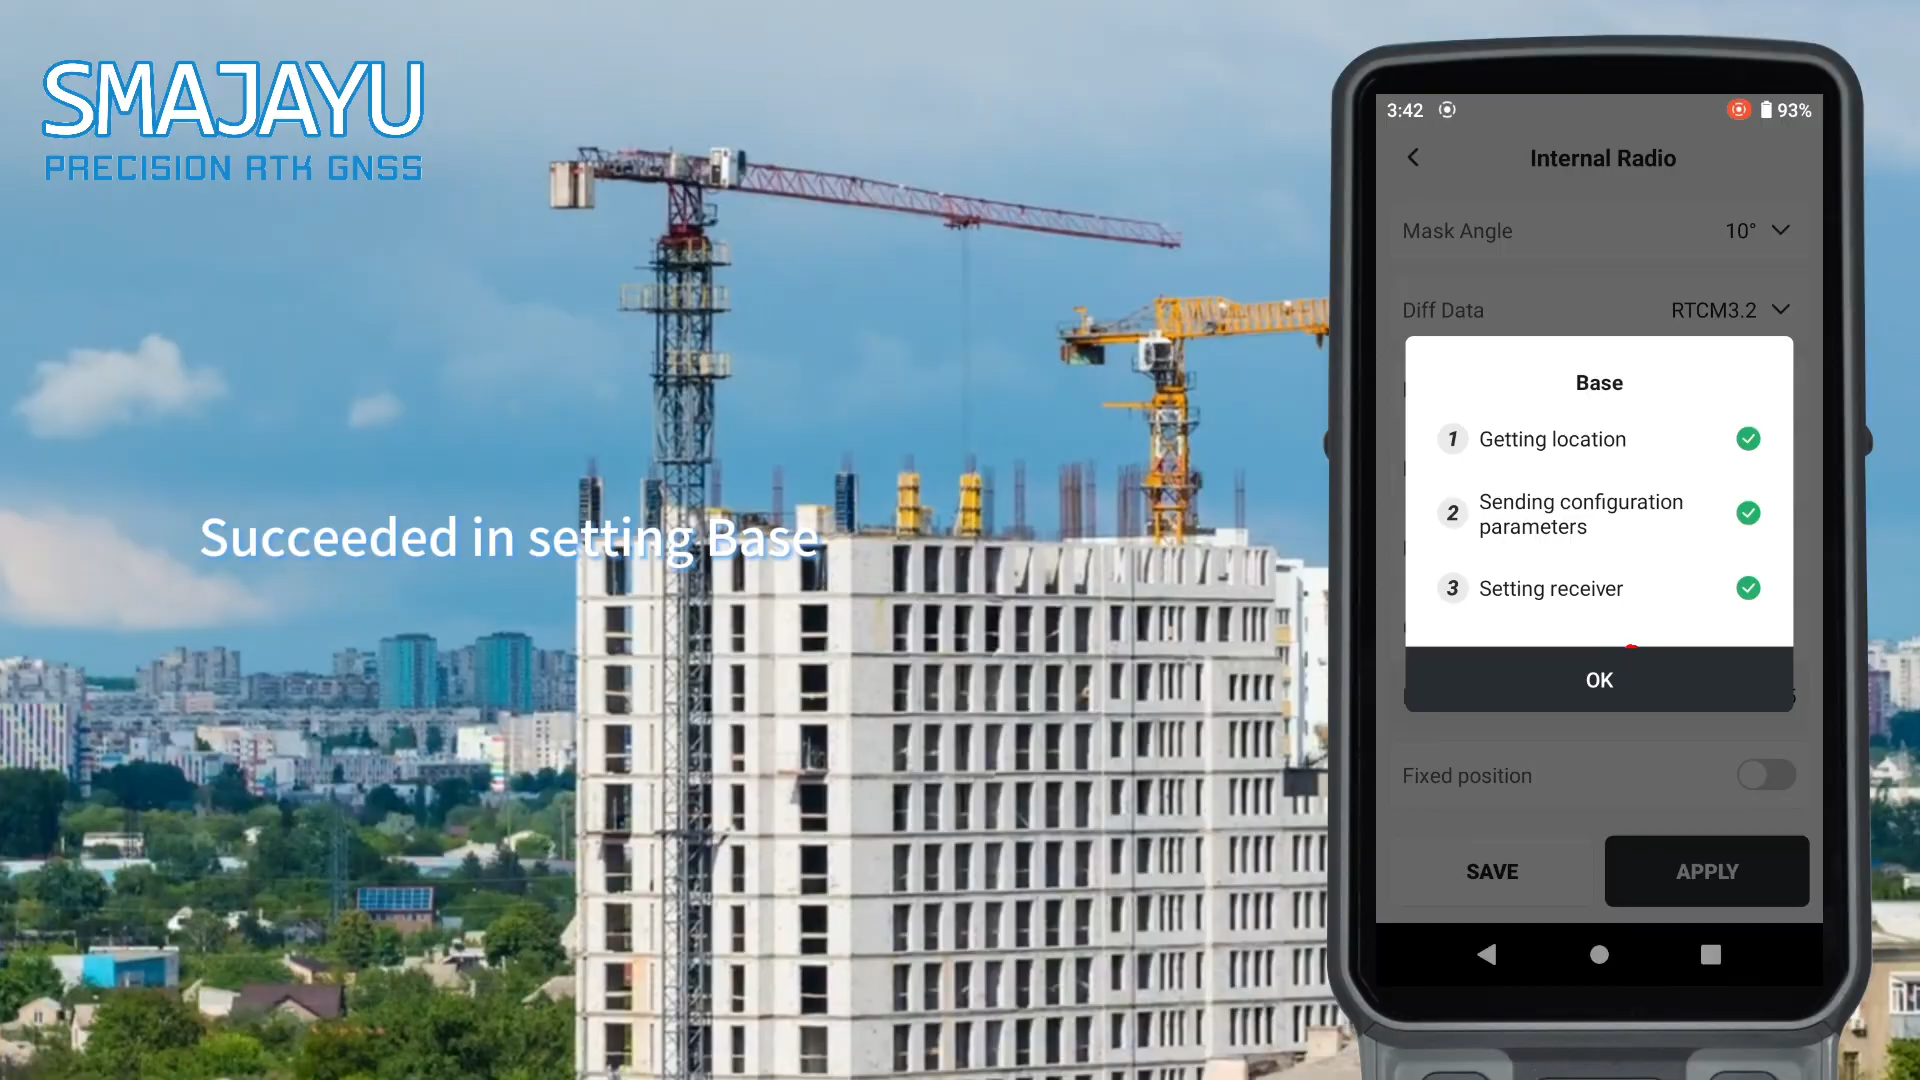 SMAJAYU
PRECISION RTK GNSS
Succeeded in setting Base
3:42
93%
Internal Radio
Mask Angle 10°
Diff Data RTCM3.2
Base
1 Getting location
2 Sending configuration
parameters
3 Setting receiver
OK
Fixed position
SAVE APPLY